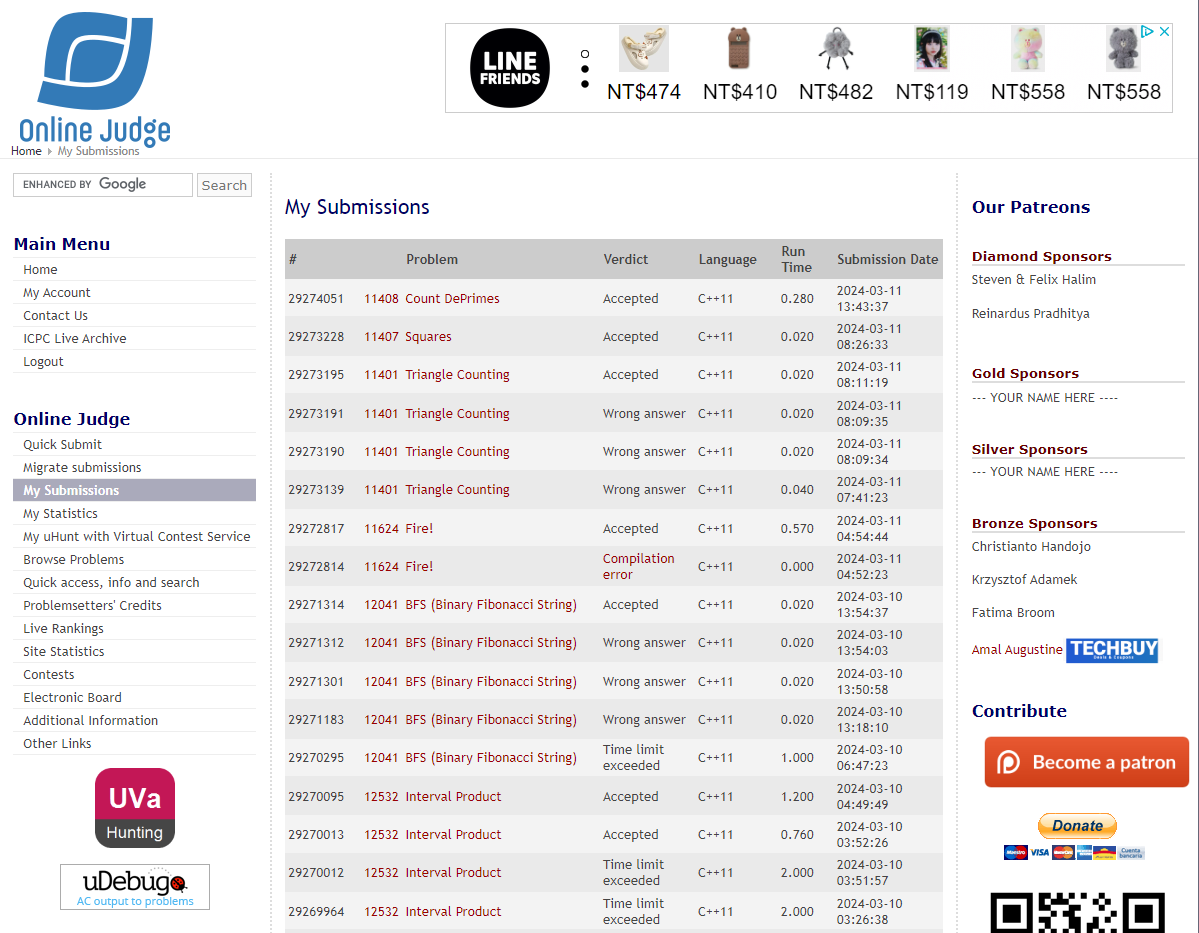 LINE
FRIENDS
NT$474 NT$410 NT$482 NT$119 NT$558 NT$558
Online Judge
Home My Submissions
ENHANCED BY Google Search
Main Menu
Home
My Account
Contact Us
ICPC Live Archive
Logout
Online Judge
Quick Submit
Migrate submissions
My Submissions
My Statistics
My uHunt with Virtual Contest Service
Browse Problems
Quick access, info and search
Problemsetters' Credits
Live Rankings
Site Statistics
Contests
Electronic Board
Additional Information
Other Links
UVa
Hunting
uDebug
AC output to problems
My Submissions
# Problem Verdict Language Run Time Submission Date
29274051 11408 Count DePrimes Accepted C++11 0.280 2024-03-11 13:43:37
29273228 11407 Squares Accepted C++11 0.020 2024-03-11 08:26:33
29273195 11401 Triangle Counting Accepted C++11 0.020 2024-03-11 08:11:19
29273191 11401 Triangle Counting Wrong answer C++11 0.020 2024-03-11 08:09:35
29273190 11401 Triangle Counting Wrong answer C++11 0.020 2024-03-11 08:09:34
29273139 11401 Triangle Counting Wrong answer C++11 0.040 2024-03-11 07:41:23
29272817 11624 Fire! Accepted C++11 0.570 2024-03-11 04:54:44
29272814 11624 Fire! Compilation error C++11 0.000 2024-03-11 04:52:23
29271314 12041 BFS (Binary Fibonacci String) Accepted C++11 0.020 2024-03-10 13:54:37
29271312 12041 BFS (Binary Fibonacci String) Wrong answer C++11 0.020 2024-03-10 13:54:03
29271301 12041 BFS (Binary Fibonacci String) Wrong answer C++11 0.020 2024-03-10 13:50:58
29271183 12041 BFS (Binary Fibonacci String) Wrong answer C++11 0.020 2024-03-10 13:18:10
29270295 12041 BFS (Binary Fibonacci String) Time limit exceeded C++11 1.000 2024-03-10 06:47:23
29270095 12532 Interval Product Accepted C++11 1.200 2024-03-10 04:49:49
29270013 12532 Interval Product Accepted C++11 0.760 2024-03-10 03:52:26
29270012 12532 Interval Product Time limit exceeded C++11 2.000 2024-03-10 03:51:57
29269964 12532 Interval Product Time limit exceeded C++11 2.000 2024-03-10 03:26:38
Our Patreons
Diamond Sponsors
Steven & Felix Halim
Reinardus Pradhitya
Gold Sponsors
--- YOUR NAME HERE ----
Silver Sponsors
--- YOUR NAME HERE ----
Bronze Sponsors
Christianto Handojo
Krzysztof Adamek
Fatima Broom
Amal Augustine TECHBUY
Deals & Coupons
Contribute
Become a patron
Donate
Maestro VISA MasterCard
Cuenta
bancaria